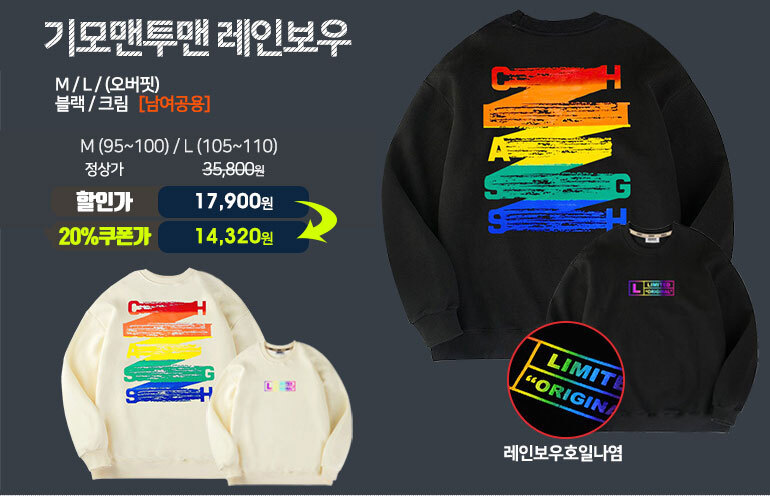 기모맨투맨 레인보우
M / L / (오버핏)
블랙 / 크림 [남여공용]
M (95~100) / L (105~110)
정상가 35,800원
할인가 17,900원
20%쿠폰가 14,320원
C H
A
S G
S H
L LIMITED
"ORIGINAL"
LIMITE
"ORIGINA
레인보우호일나염
C H
A
S G
S H